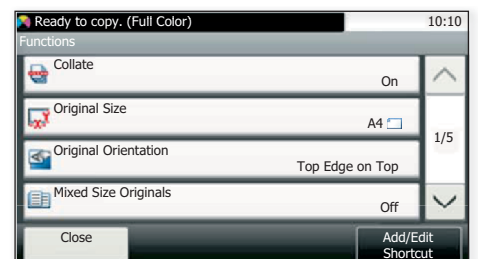 Ready to copy. (Full Color) 10:10
Functions
Collate
On
Original Size
A4
1/5
Original Orientation
Top Edge on Top
Mixed Size Originals
Off
Close
Add/Edit
Shortcut